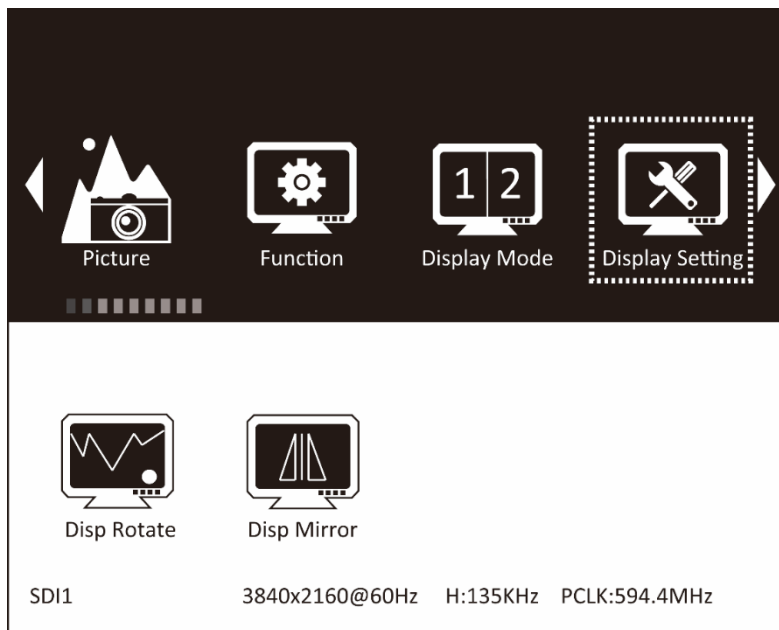 1 2
Picture Function Display Mode Display Setting
Disp Rotate Disp Mirror
SDI1 3840x2160@60Hz H:135KHz PCLK:594.4MHz